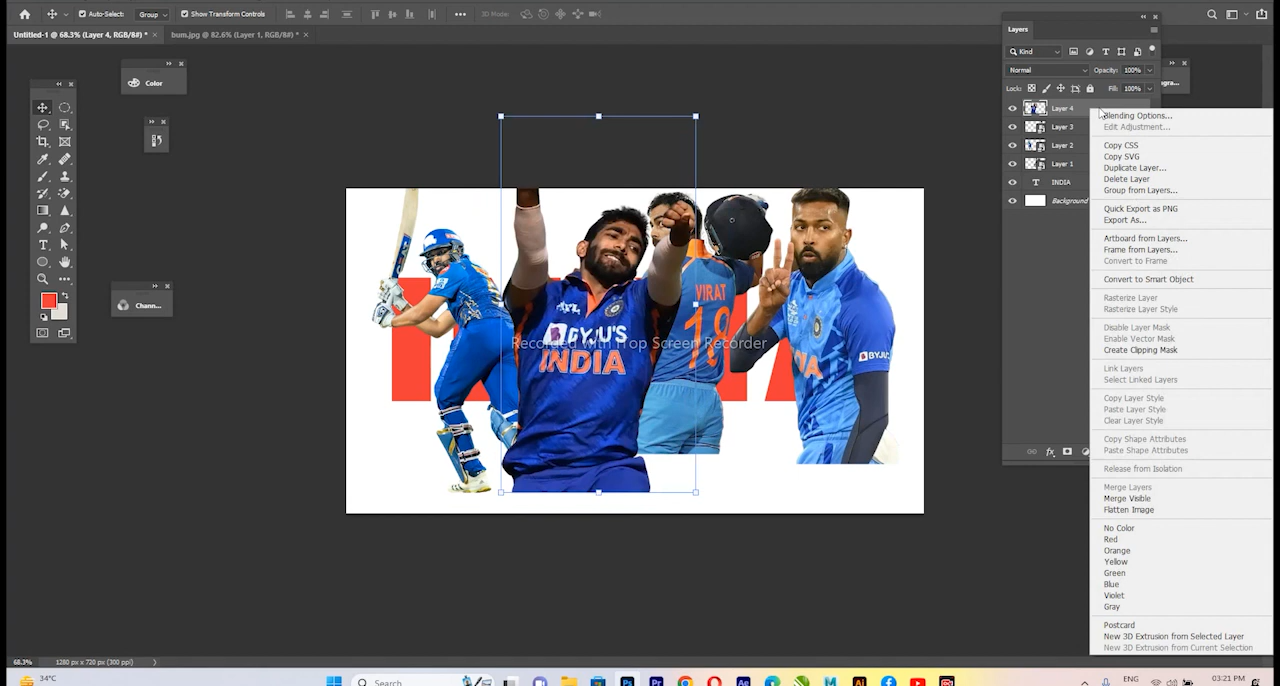 Auto-Select: Group Show Transform Controls 3D Mode:
Untitled-1 @ 68.3% (Layer 4, RGB/8#) * × bum.jpg @ 82.6% (Layer 1, RGB/8#) * ×
Color
Chann...
Layers
Kind
Normal Opacity: 100%
Lock: Fill: 100%
Layer 4
Layer 3
Layer 2
Layer 1
INDIA
Background
Blending Options...
Edit Adjustment...
Copy CSS
Copy SVG
Duplicate Layer...
Delete Layer
Group from Layers...
Quick Export as PNG
Export As...
Artboard from Layers...
Frame from Layers...
Convert to Frame
Convert to Smart Object
Rasterize Layer
Rasterize Layer Style
Disable Layer Mask
Enable Vector Mask
Create Clipping Mask
Link Layers
Select Linked Layers
Copy Layer Style
Paste Layer Style
Clear Layer Style
Copy Shape Attributes
Paste Shape Attributes
Release from Isolation
Merge Layers
Merge Visible
Flatten Image
No Color
Red
Orange
Yellow
Green
Blue
Violet
Gray
Postcard
New 3D Extrusion from Selected Layer
New 3D Extrusion from Current Selection
VIRAT
18
BYJU'S
INDIA
BYJU
Recorded with iTop Screen Recorder
68.3% 1280 px x 720 px (300 ppi)
34°C
Search
ENG
03:21 PM